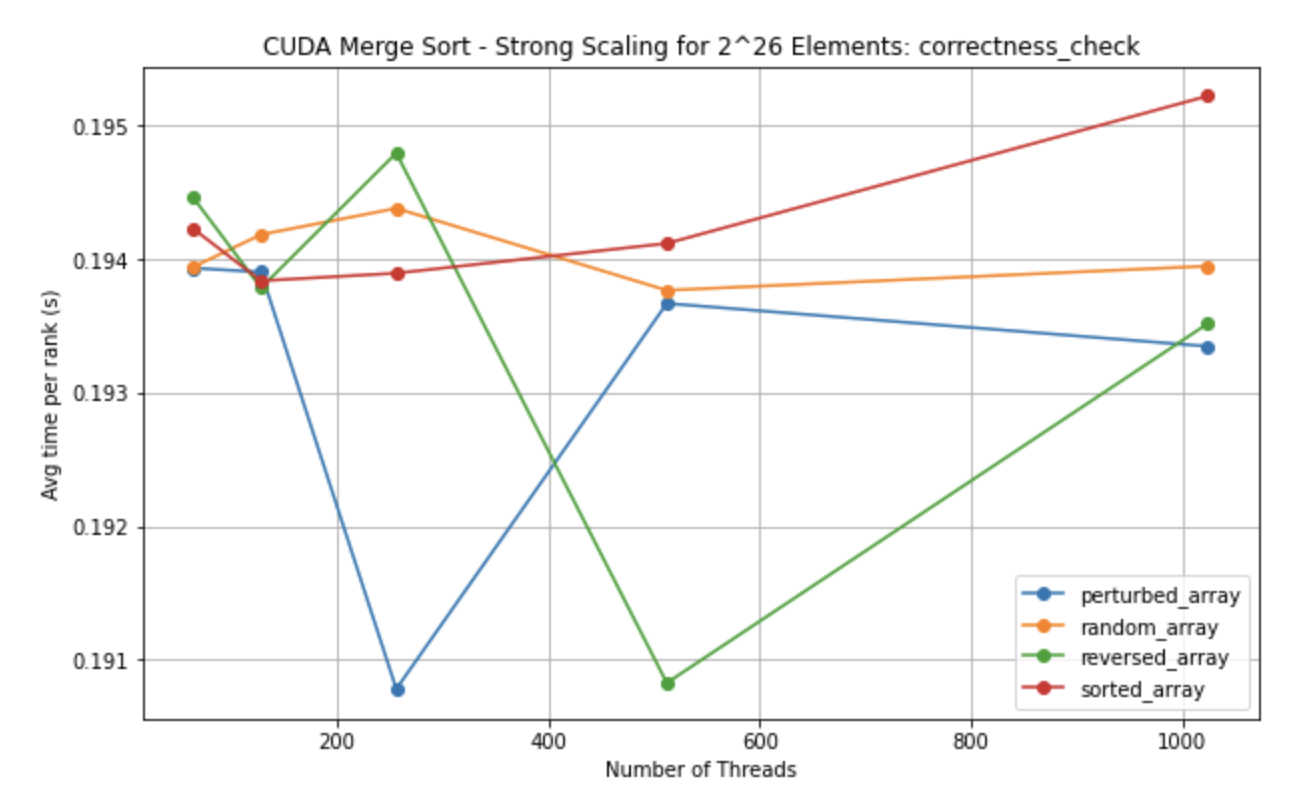 CUDA Merge Sort - Strong Scaling for 2^26 Elements: correctness_check
0.195
0.194
0.193
0.192
0.191
Avg time per rank (s)
200 400 600 800 1000
Number of Threads
perturbed_array
random_array
reversed_array
sorted_array